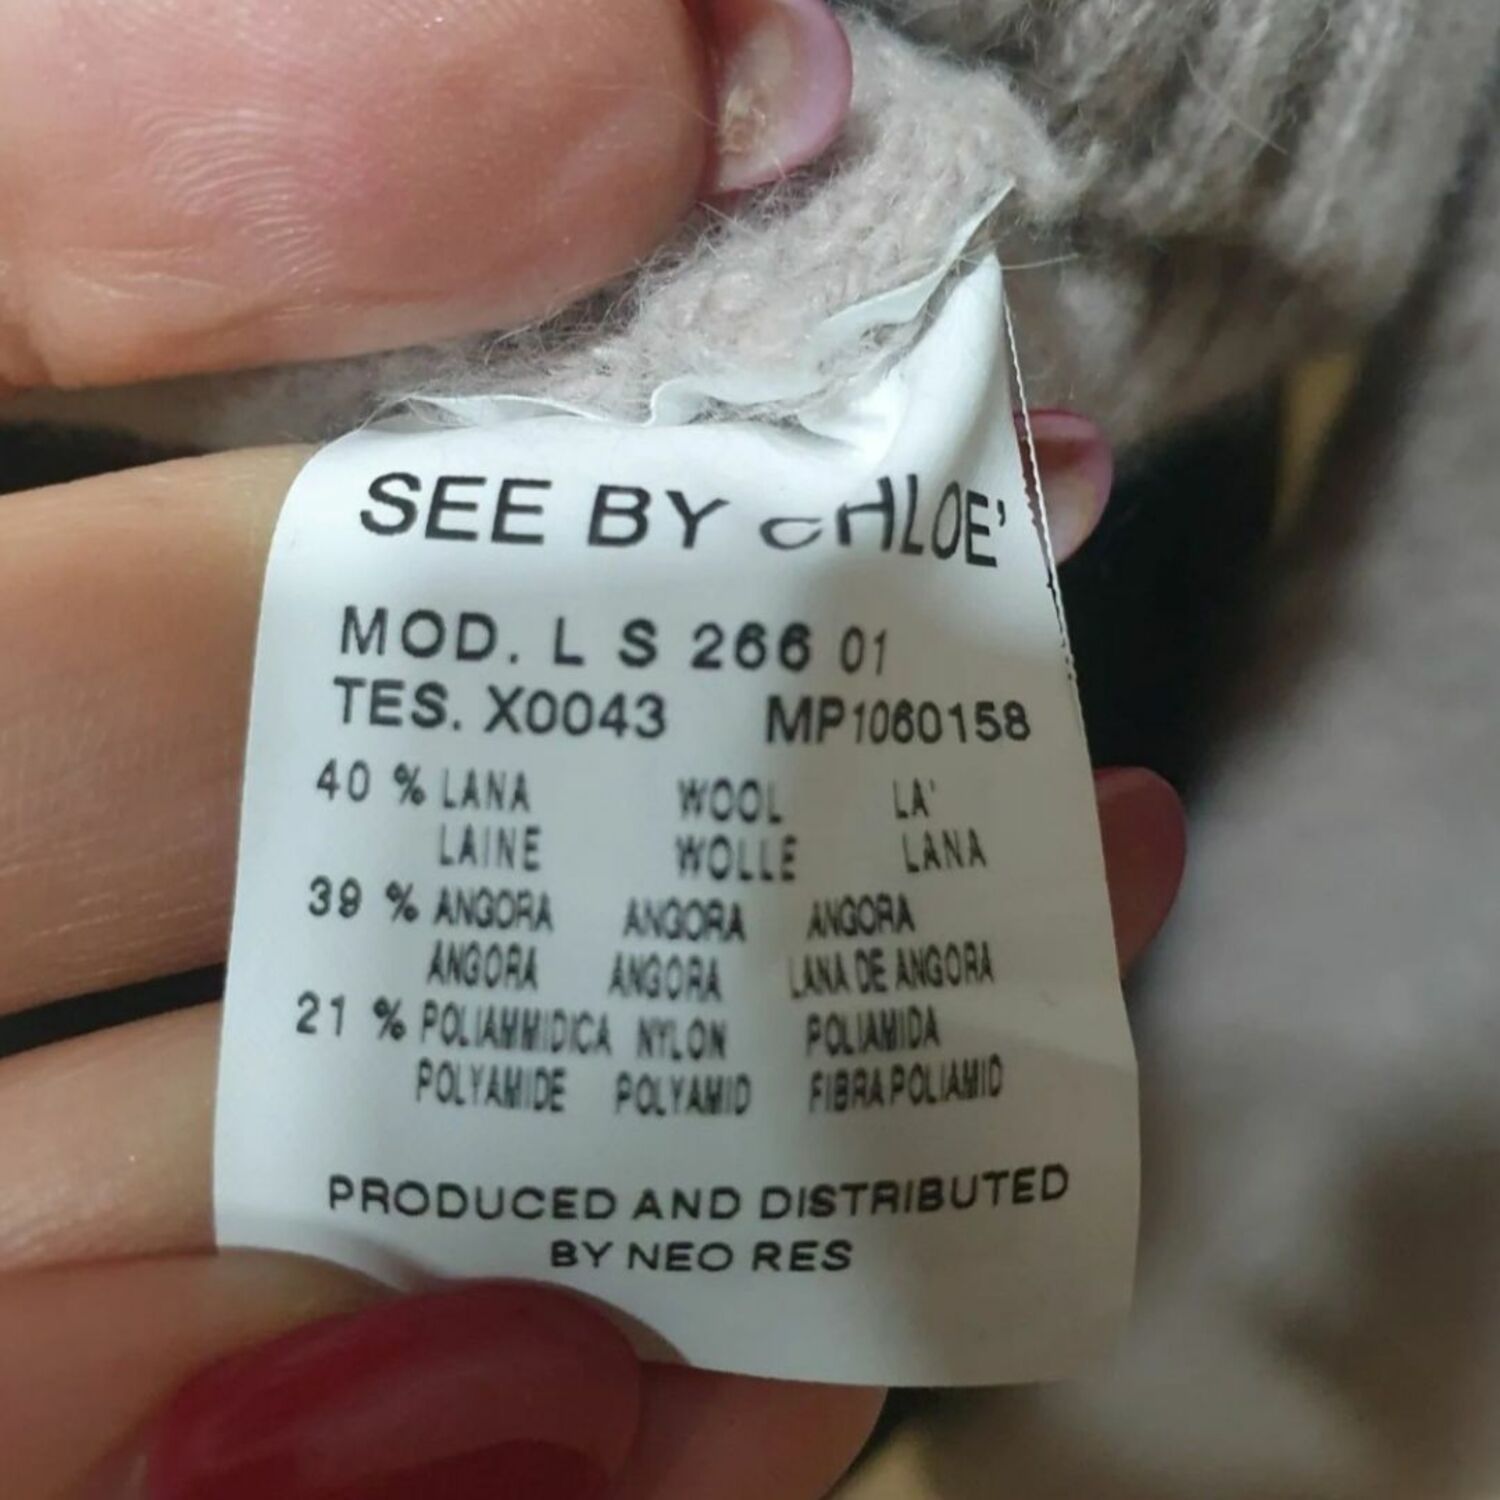 SEE BY CHLOE'
MOD. L S 266 01
TES. X0043 MP1060158
40 % LANA WOOL LA'
LAINE WOLLE LANA
39 % ANGORA ANGORA ANGORA
ANGORA ANGORA LANA DE ANGORA
21 % POLIAMMIDICA NYLON POLIAMIDA
POLYAMIDE POLYAMID FIBRA POLIAMID
PRODUCED AND DISTRIBUTED
BY NEO RES